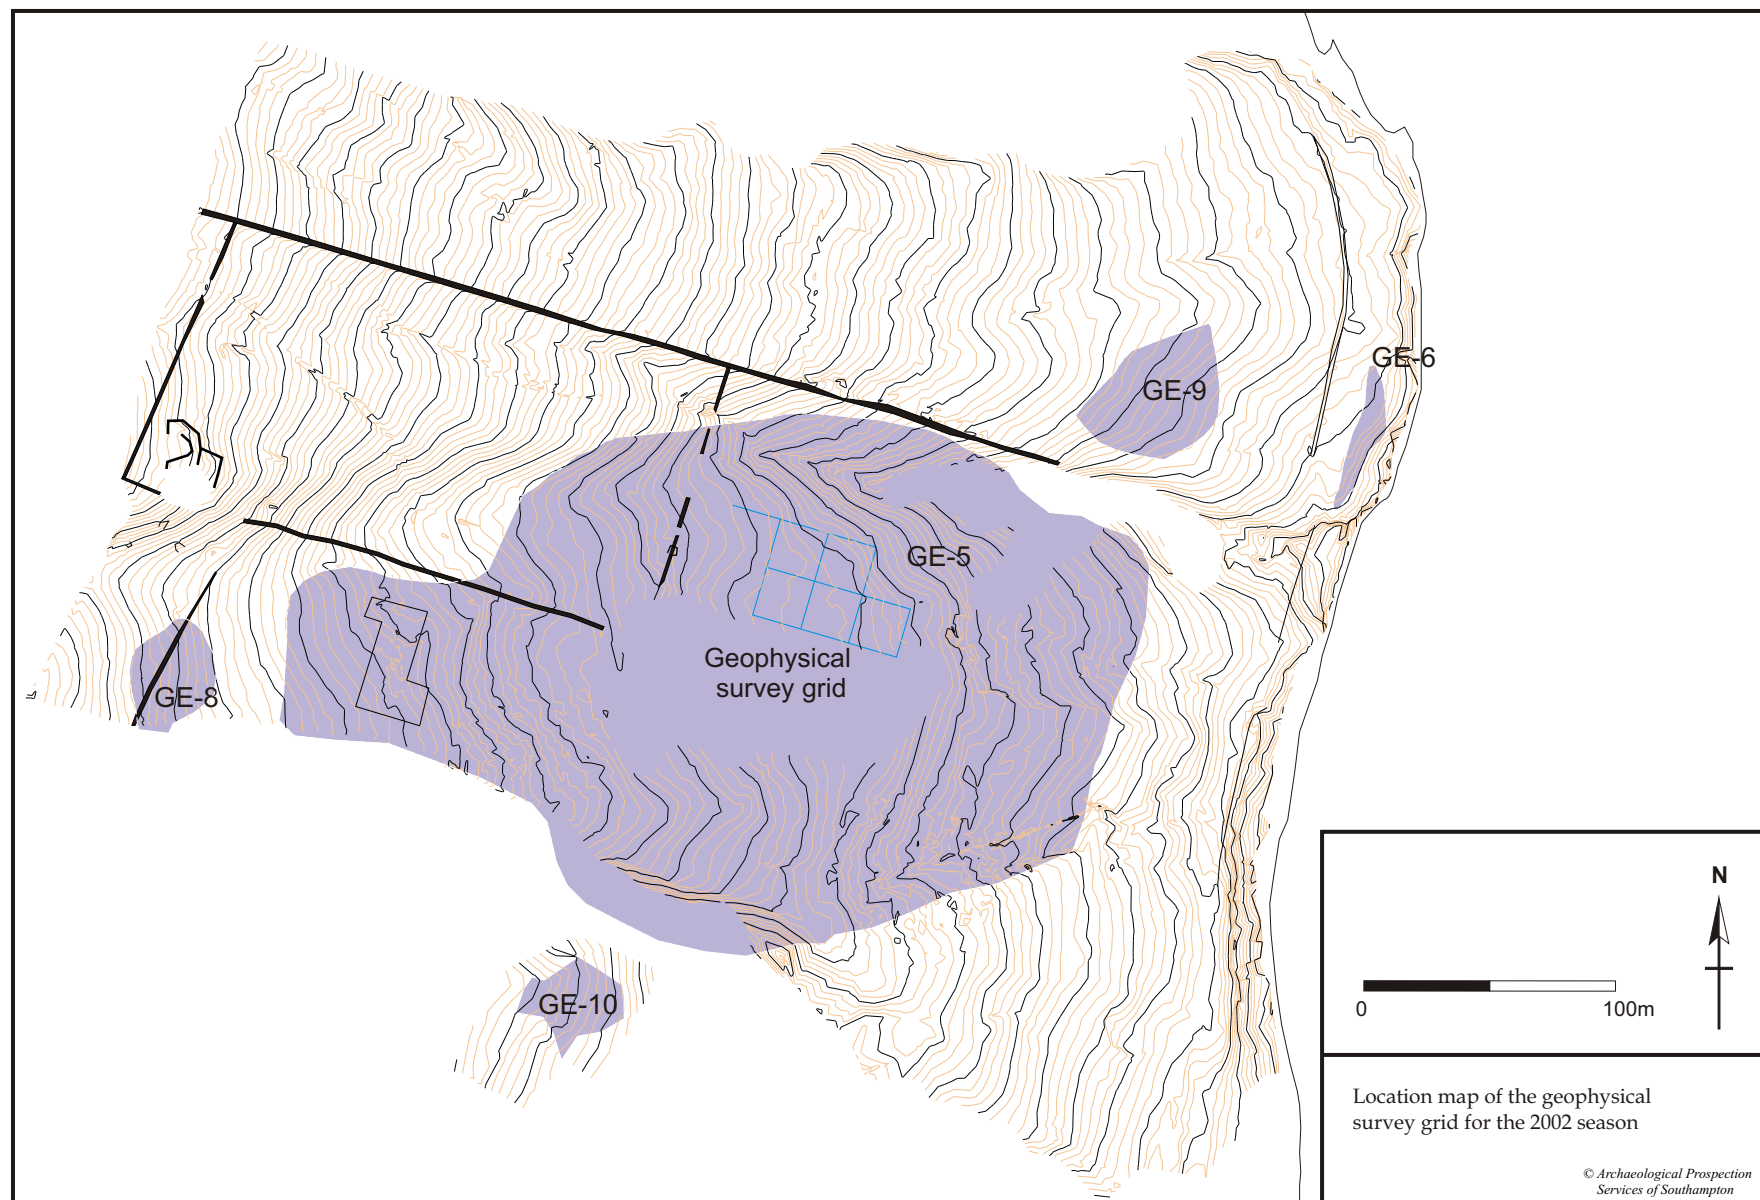 GE-6
GE-9
GE-5
Geophysical
survey grid
GE-8
GE-10
N
0 100m
Location map of the geophysical
survey grid for the 2002 season
© Archaeological Prospection
Services of Southampton